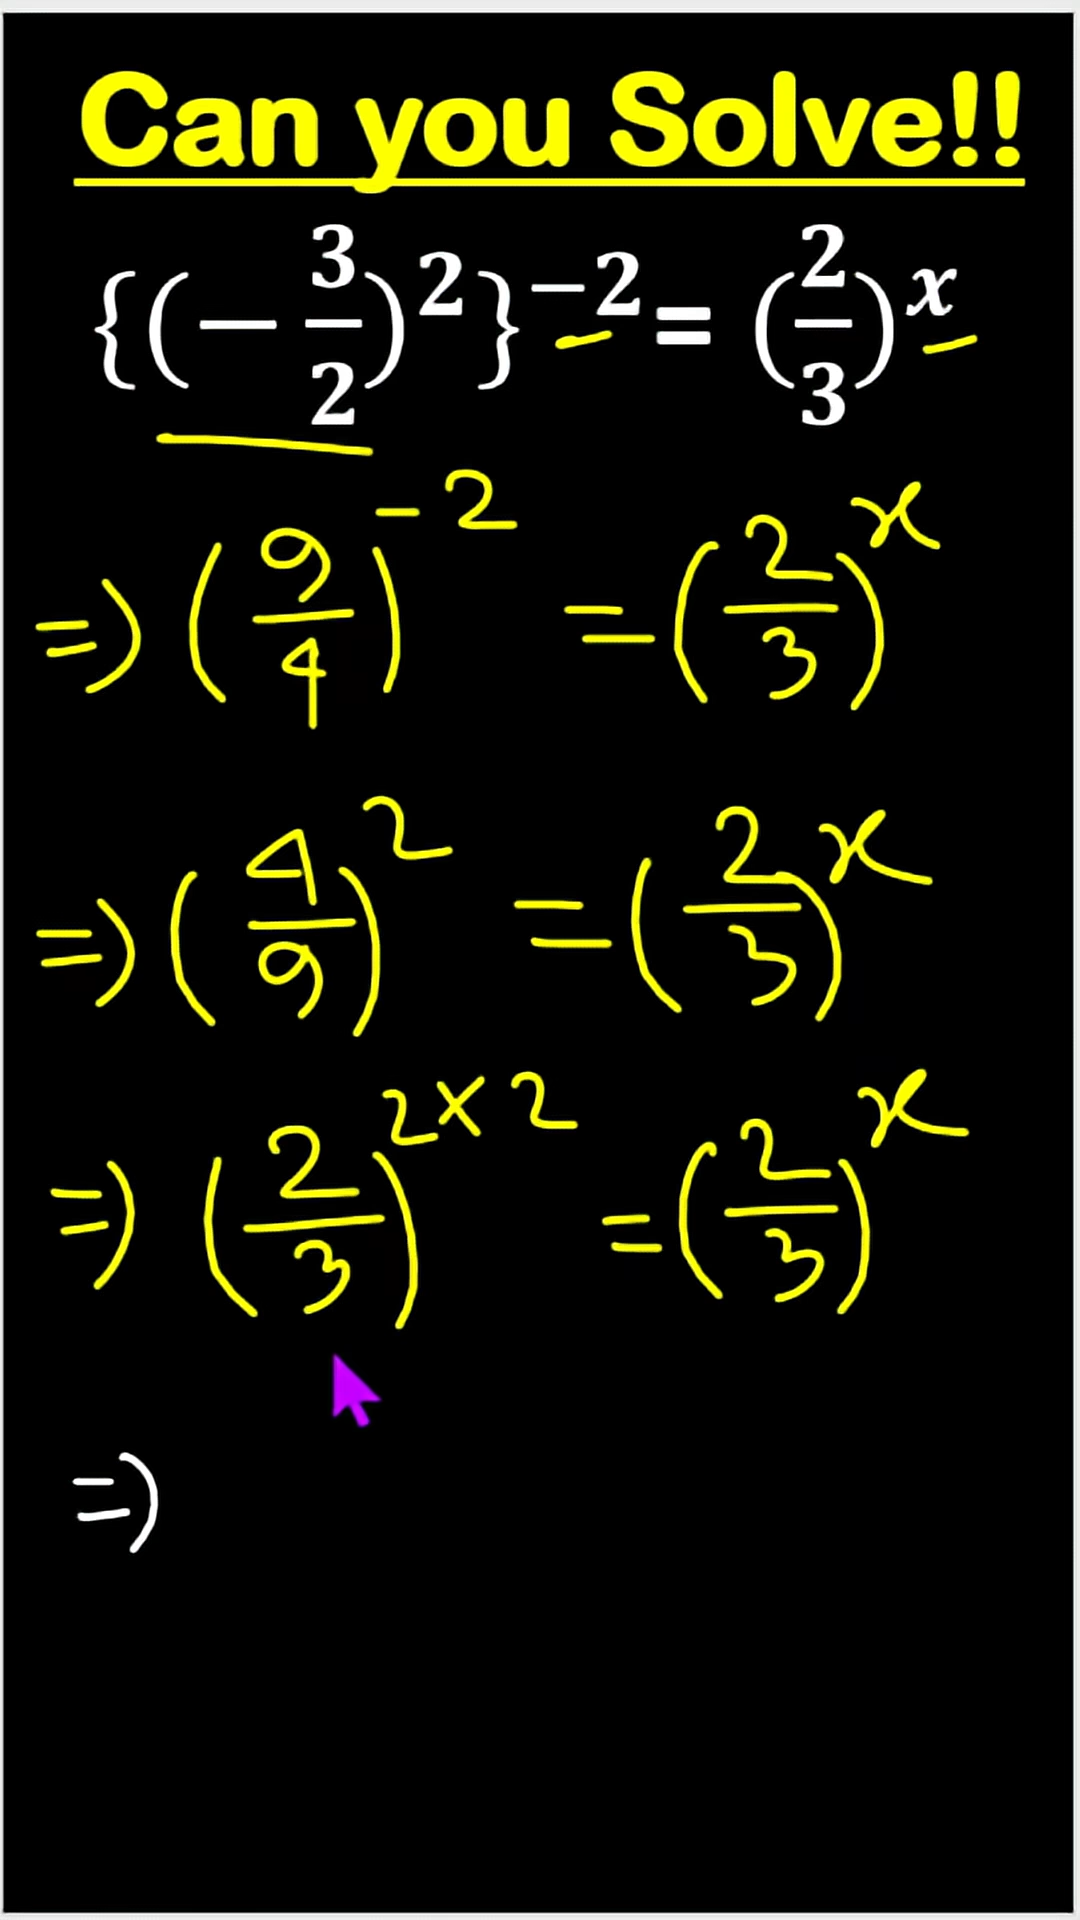 Can you Solve!!
{(-3/2)^2}^-2 = (2/3)^x
=> (9/4)^-2 = (2/3)^x
=> (4/9)^2 = (2/3)^x
=> (2/3)^2×2 = (2/3)^x
=>